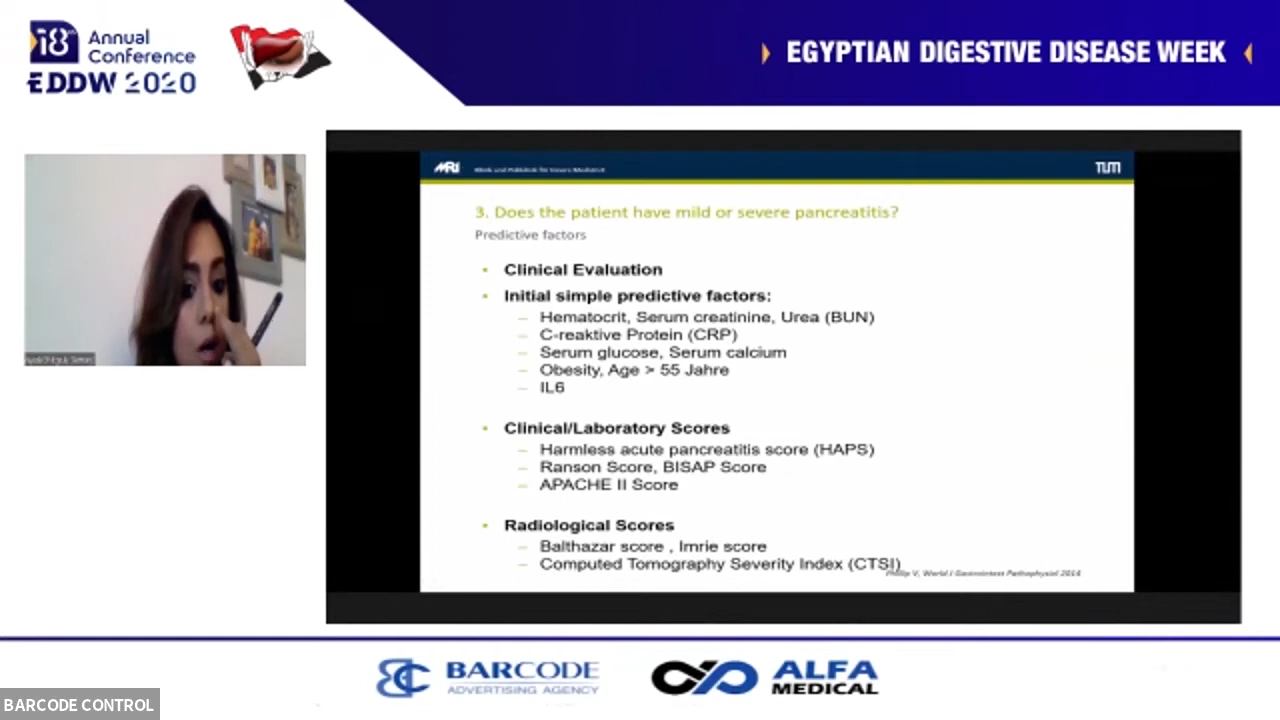 18th Annual
Conference
EDDW 2020
EGYPTIAN DIGESTIVE DISEASE WEEK
MRI
TUM
3. Does the patient have mild or severe pancreatitis?
Predictive factors
• Clinical Evaluation
• Initial simple predictive factors:
– Hematocrit, Serum creatinine, Urea (BUN)
– C-reaktive Protein (CRP)
– Serum glucose, Serum calcium
– Obesity, Age > 55 Jahre
– IL6
• Clinical/Laboratory Scores
– Harmless acute pancreatitis score (HAPS)
– Ranson Score, BISAP Score
– APACHE II Score
• Radiological Scores
– Balthazar score , Imrie score
– Computed Tomography Severity Index (CTSI)
V, World J Gastrointest Pathophysiol 2014
BARCODE
ADVERTISING AGENCY
ALFA
MEDICAL
BARCODE CONTROL